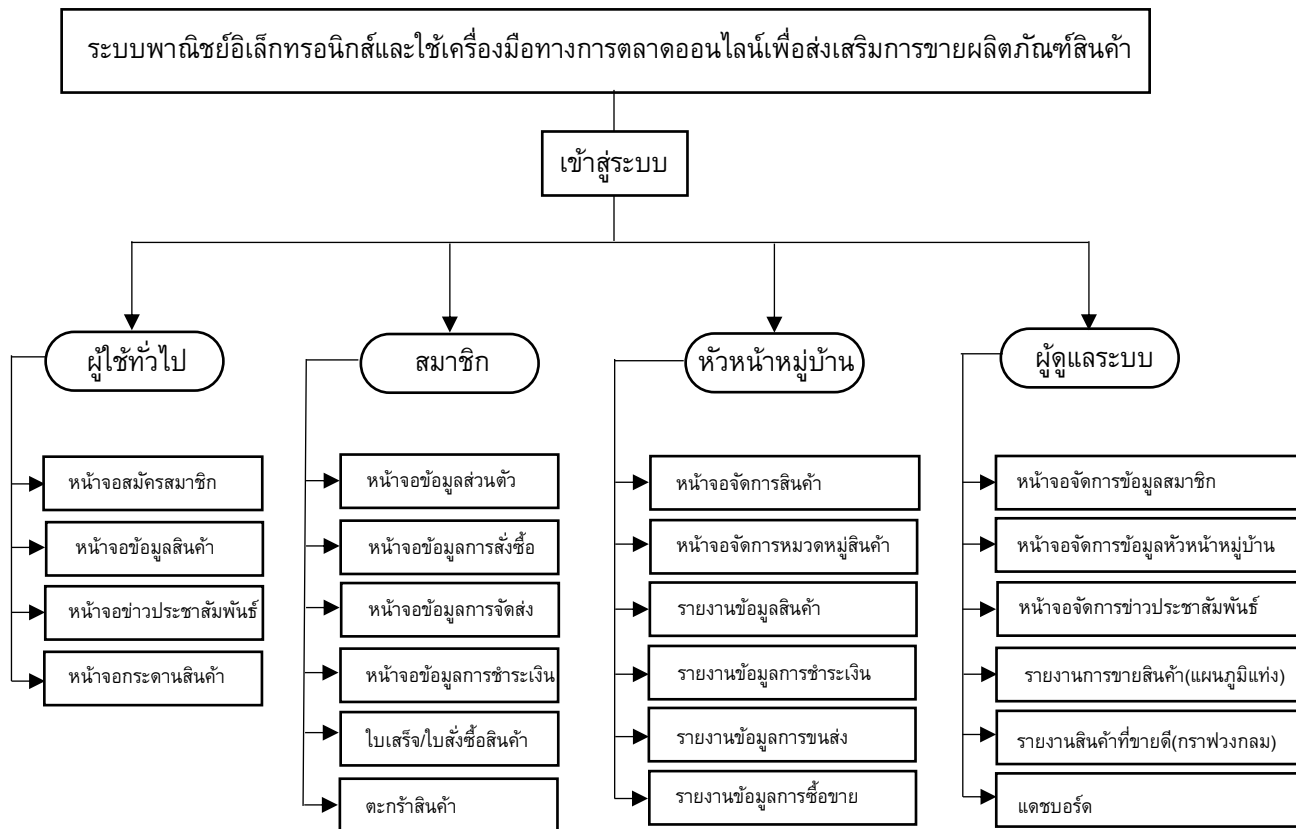 ระบบพาณิชย์อิเล็กทรอนิกส์และใช้เครื่องมือทางการตลาดออนไลน์เพื่อส่งเสริมการขายผลิตภัณฑ์สินค้า
เข้าสู่ระบบ
ผู้ใช้ทั่วไป
หน้าจอสมัครสมาชิก
หน้าจอข้อมูลสินค้า
หน้าจอข่าวประชาสัมพันธ์
หน้าจอกระดานสินค้า
สมาชิก
หน้าจอข้อมูลส่วนตัว
หน้าจอข้อมูลการสั่งซื้อ
หน้าจอข้อมูลการจัดส่ง
หน้าจอข้อมูลการชำระเงิน
ใบเสร็จ/ใบสั่งซื้อสินค้า
ตะกร้าสินค้า
หัวหน้าหมู่บ้าน
หน้าจอจัดการสินค้า
หน้าจอจัดการหมวดหมู่สินค้า
รายงานข้อมูลสินค้า
รายงานข้อมูลการชำระเงิน
รายงานข้อมูลการขนส่ง
รายงานข้อมูลการซื้อขาย
ผู้ดูแลระบบ
หน้าจอจัดการข้อมูลสมาชิก
หน้าจอจัดการข้อมูลหัวหน้าหมู่บ้าน
หน้าจอจัดการข่าวประชาสัมพันธ์
รายงานการขายสินค้า(แผนภูมิแท่ง)
รายงานสินค้าที่ขายดี(กราฟวงกลม)
แดชบอร์ด